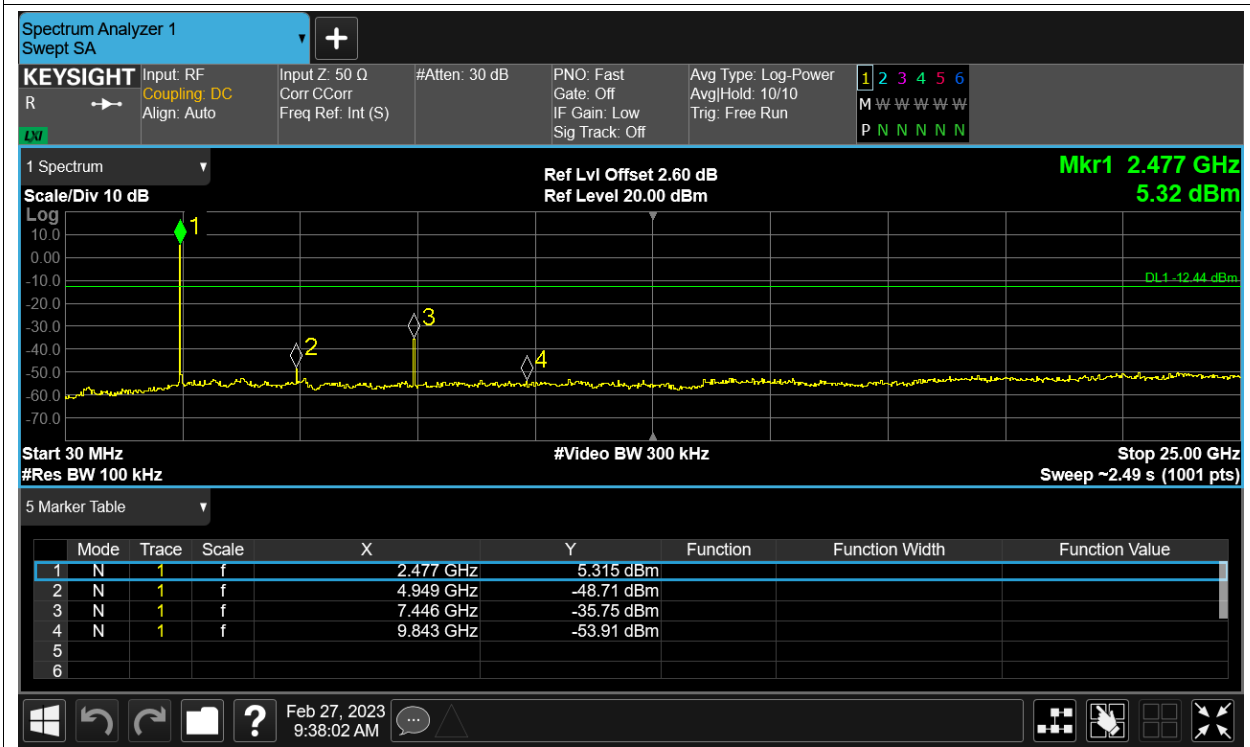 Spectrum Analyzer 1
Swept SA
KEYSIGHT Input: RF Input Z: 50 Ω #Atten: 30 dB PNO: Fast Avg Type: Log-Power 1 2 3 4 5 6
R Coupling: DC Corr CCorr Gate: Off Avg|Hold: 10/10 M W W W W W W
Align: Auto Freq Ref: Int (S) IF Gain: Low Trig: Free Run
LXI Sig Track: Off P N N N N N N
1 Spectrum Ref Lvl Offset 2.60 dB Mkr1 2.477 GHz
Scale/Div 10 dB Ref Level 20.00 dBm 5.32 dBm
Log
1
10.0
0.00
-10.0 DL1 -12.44 dBm
-20.0
-30.0 3
-40.0 2 4
-50.0
-60.0
-70.0
Start 30 MHz #Video BW 300 kHz Stop 25.00 GHz
#Res BW 100 kHz Sweep ~2.49 s (1001 pts)
5 Marker Table
Mode Trace Scale X Y Function Function Width Function Value
1 N 1 f 2.477 GHz 5.315 dBm
2 N 1 f 4.949 GHz -48.71 dBm
3 N 1 f 7.446 GHz -35.75 dBm
4 N 1 f 9.843 GHz -53.91 dBm
5
6
? Feb 27, 2023
9:38:02 AM